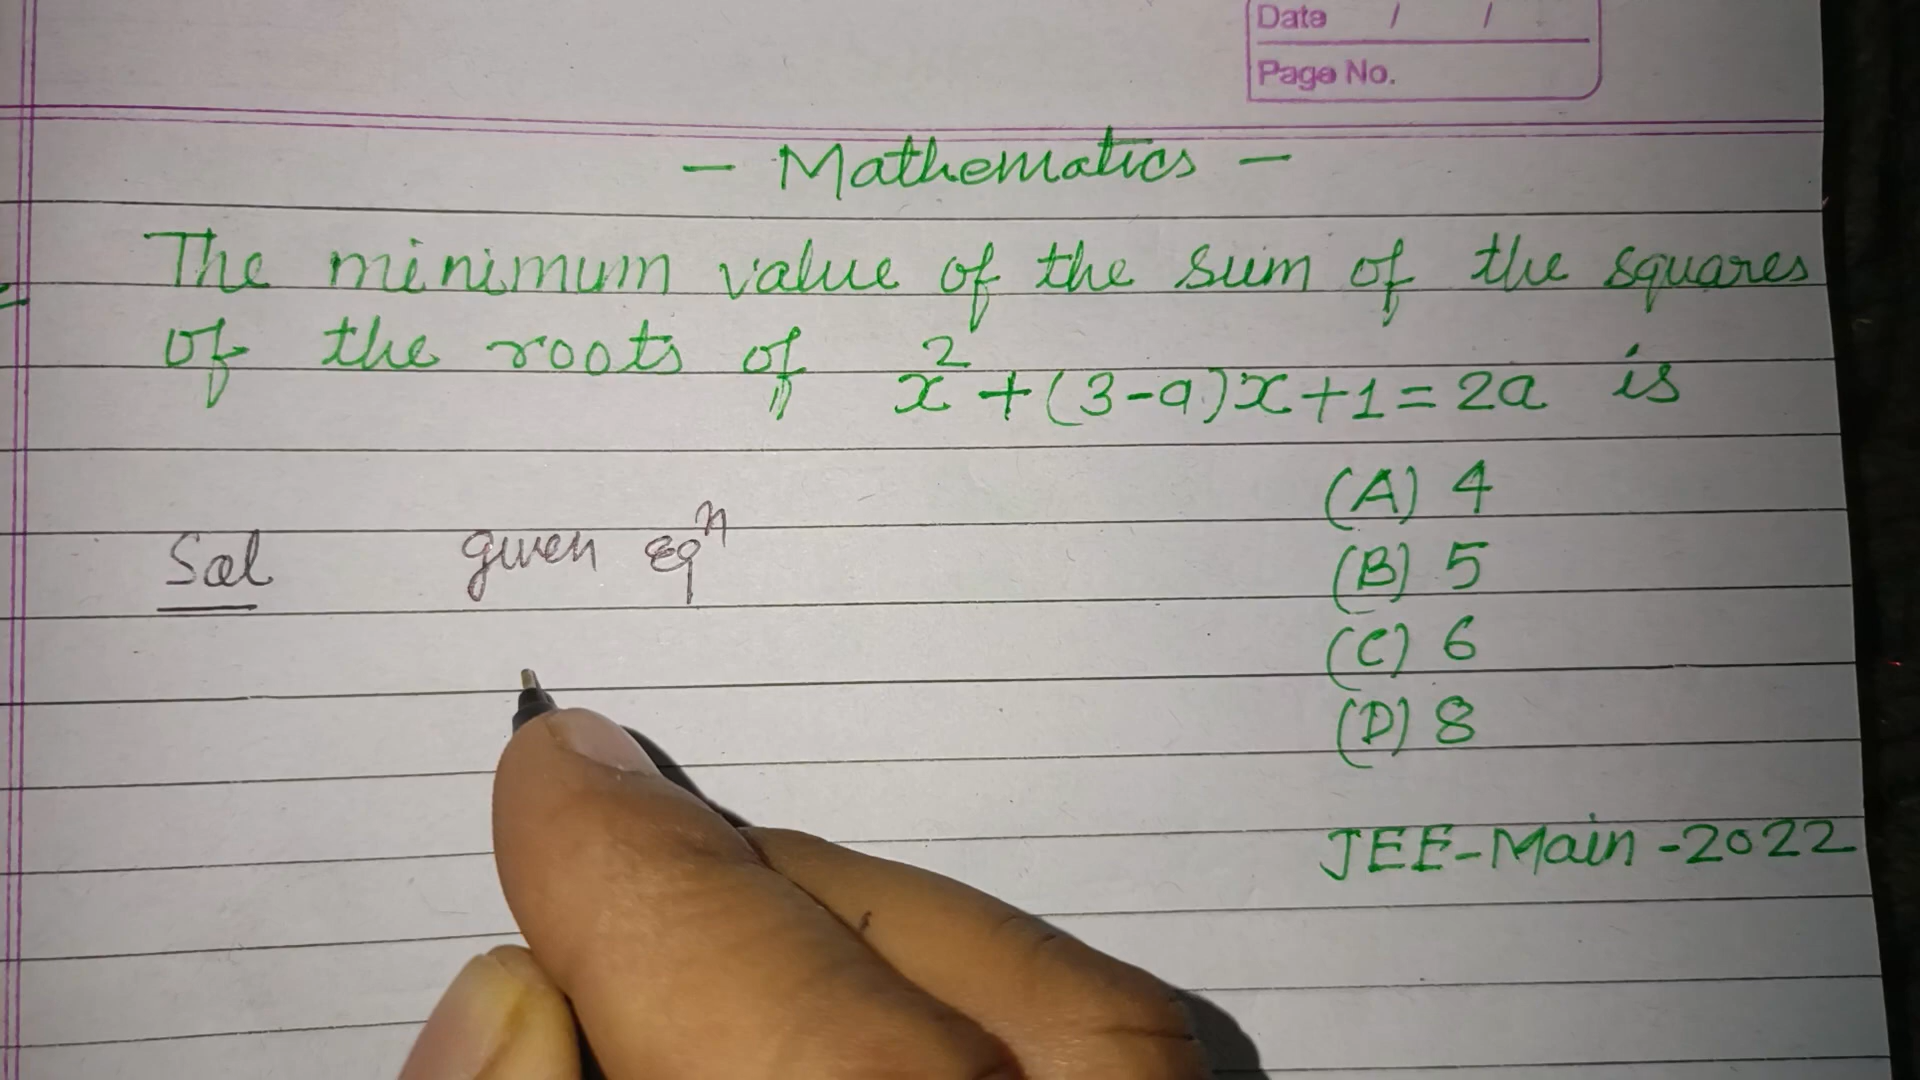 Date / /
Page No.
- Mathematics -
The minimum value of the sum of the squares
of the roots of x²+(3-a)x+1=2a is
(A) 4
Sol given Eqⁿ
(B) 5
(C) 6
(D) 8
JEE-Main-2022